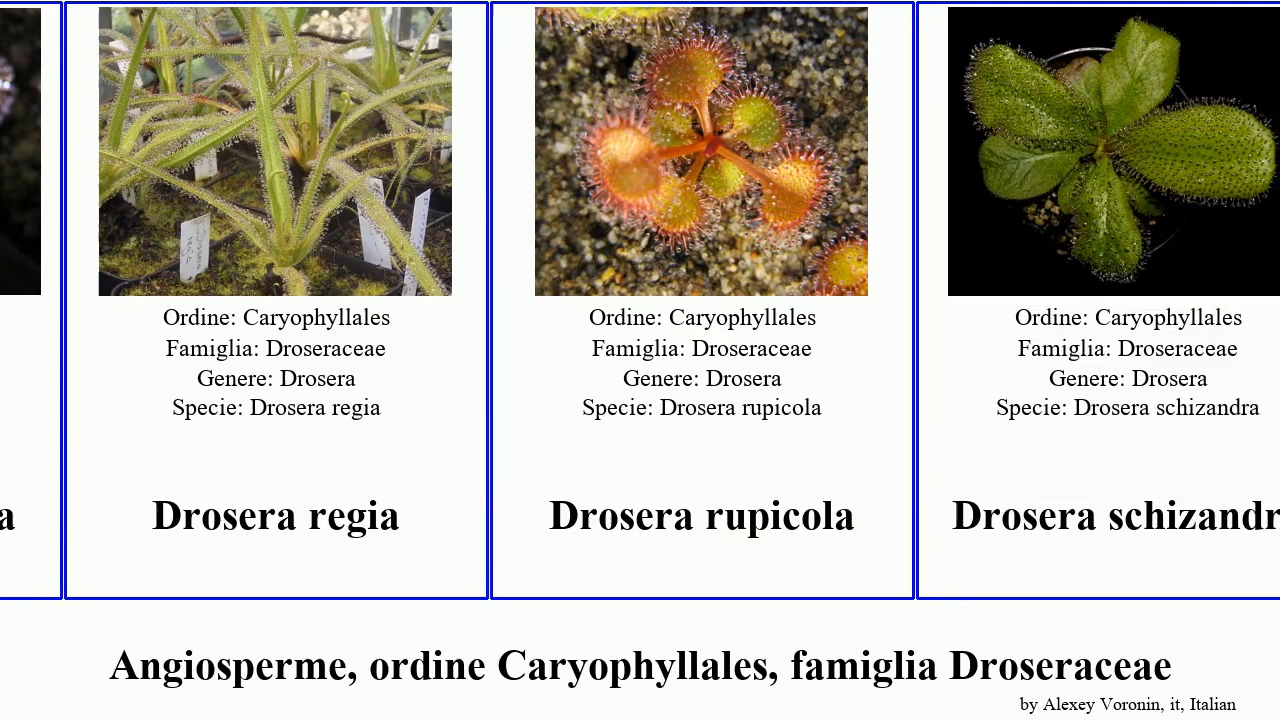 Ordine: Caryophyllales
Famiglia: Droseraceae
Genere: Drosera
Specie: Drosera regia
Drosera regia
Ordine: Caryophyllales
Famiglia: Droseraceae
Genere: Drosera
Specie: Drosera rupicola
Drosera rupicola
Ordine: Caryophyllales
Famiglia: Droseraceae
Genere: Drosera
Specie: Drosera schizandra
Drosera schizandr
a
Angiosperme, ordine Caryophyllales, famiglia Droseraceae
by Alexey Voronin, it, Italian